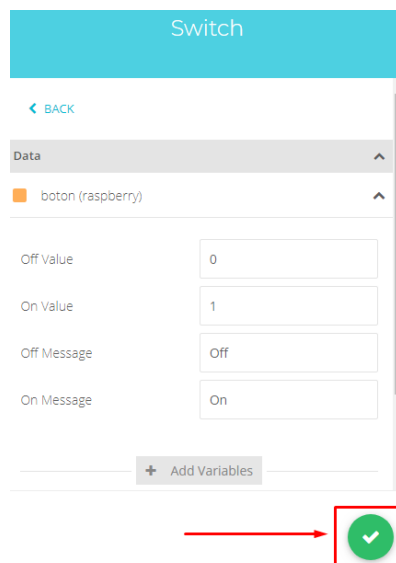 Switch
BACK
Data
boton (raspberry)
Off Value 0
On Value 1
Off Message Off
On Message On
+ Add Variables